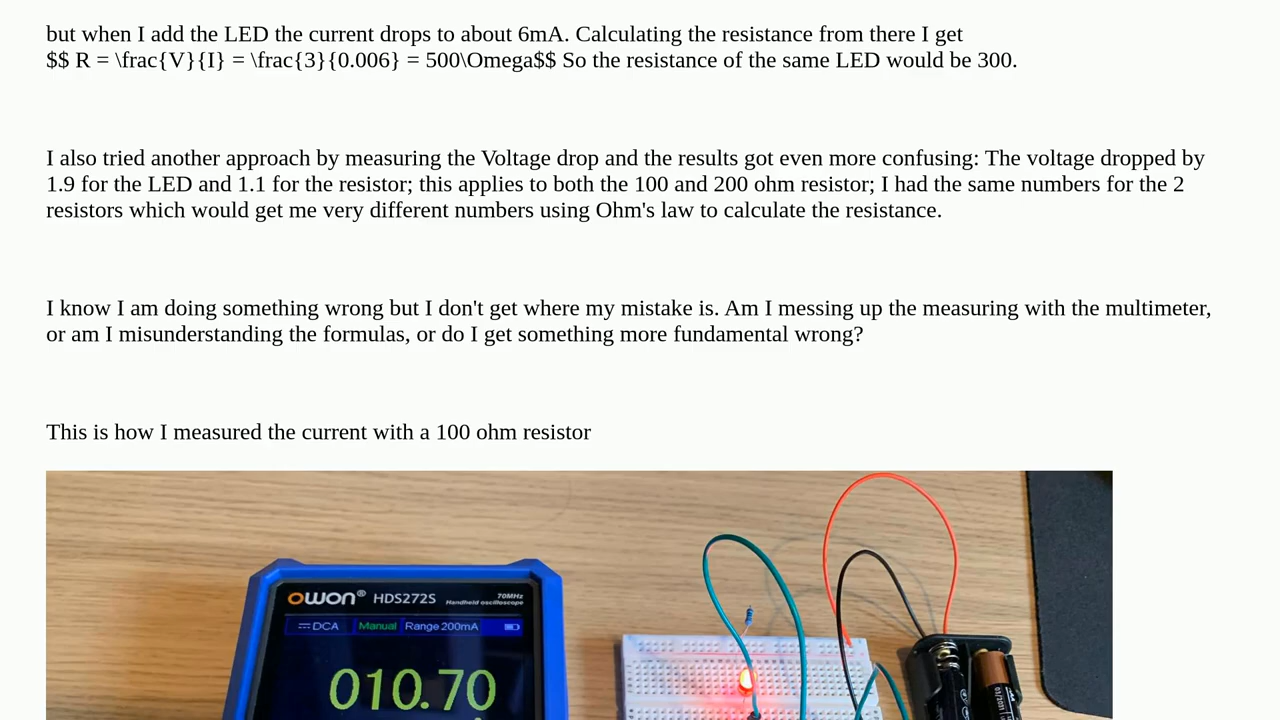 but when I add the LED the current drops to about 6mA. Calculating the resistance from there I get
$$ R = \frac{V}{I} = \frac{3}{0.006} = 500\Omega$$ So the resistance of the same LED would be 300.
I also tried another approach by measuring the Voltage drop and the results got even more confusing: The voltage dropped by
1.9 for the LED and 1.1 for the resistor; this applies to both the 100 and 200 ohm resistor; I had the same numbers for the 2
resistors which would get me very different numbers using Ohm's law to calculate the resistance.
I know I am doing something wrong but I don't get where my mistake is. Am I messing up the measuring with the multimeter,
or am I misunderstanding the formulas, or do I get something more fundamental wrong?
This is how I measured the current with a 100 ohm resistor
owon® HDS272S 70MHz
Handheld oscilloscope
DCA Manual Range 200mA
010.70